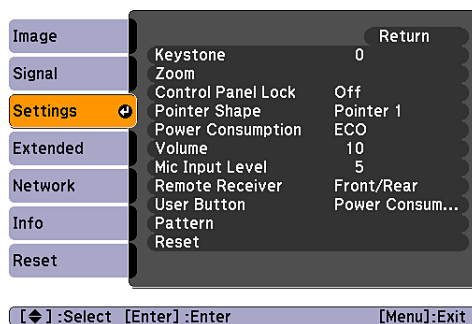 Image
Signal
Settings
Extended
Network
Info
Reset
Return
Keystone 0
Zoom
Control Panel Lock Off
Pointer Shape Pointer 1
Power Consumption ECO
Volume 10
Mic Input Level 5
Remote Receiver Front/Rear
User Button Power Consum...
Pattern
Reset
[◆] :Select [Enter] :Enter [Menu]:Exit